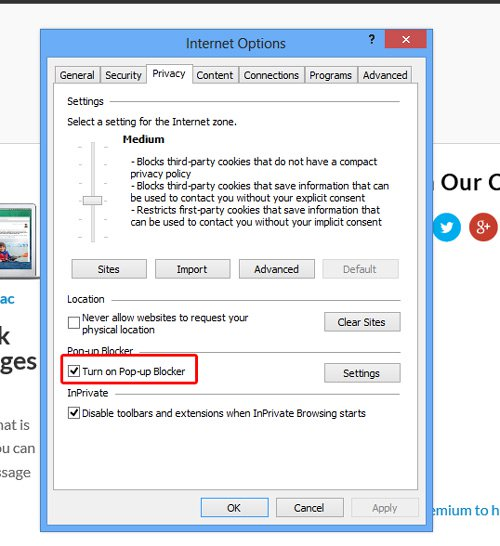 Internet Options
?
General Security Privacy Content Connections Programs Advanced
Settings
Select a setting for the Internet zone.
Medium
- Blocks third-party cookies that do not have a compact
privacy policy
- Blocks third-party cookies that save information that can
be used to contact you without your explicit consent
- Restricts first-party cookies that save information that
can be used to contact you without your implicit consent
Sites Import Advanced Default
Location
Never allow websites to request your
physical location
Clear Sites
Pop-up Blocker
Turn on Pop-up Blocker
Settings
InPrivate
Disable toolbars and extensions when InPrivate Browsing starts
OK Cancel Apply
ac
k
ges
hat is
ou can
ssage
Our C
g+
emium to h